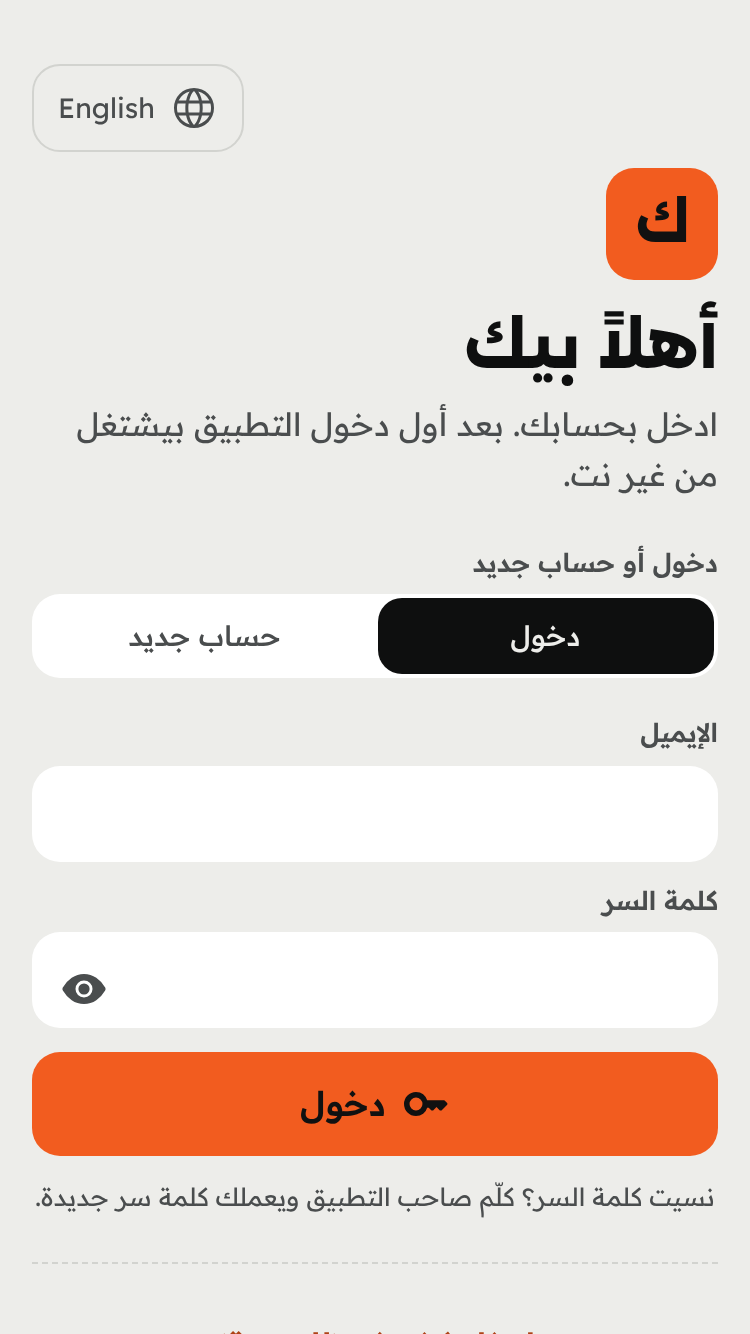 English
ك
أهلاً بيك
ادخل بحسابك. بعد أول دخول التطبيق بيشتغل
من غير نت.
دخول أو حساب جديد
دخول
حساب جديد
الإيميل
كلمة السر
دخول
نسيت كلمة السر؟ كلّم صاحب التطبيق ويعملك كلمة سر جديدة.